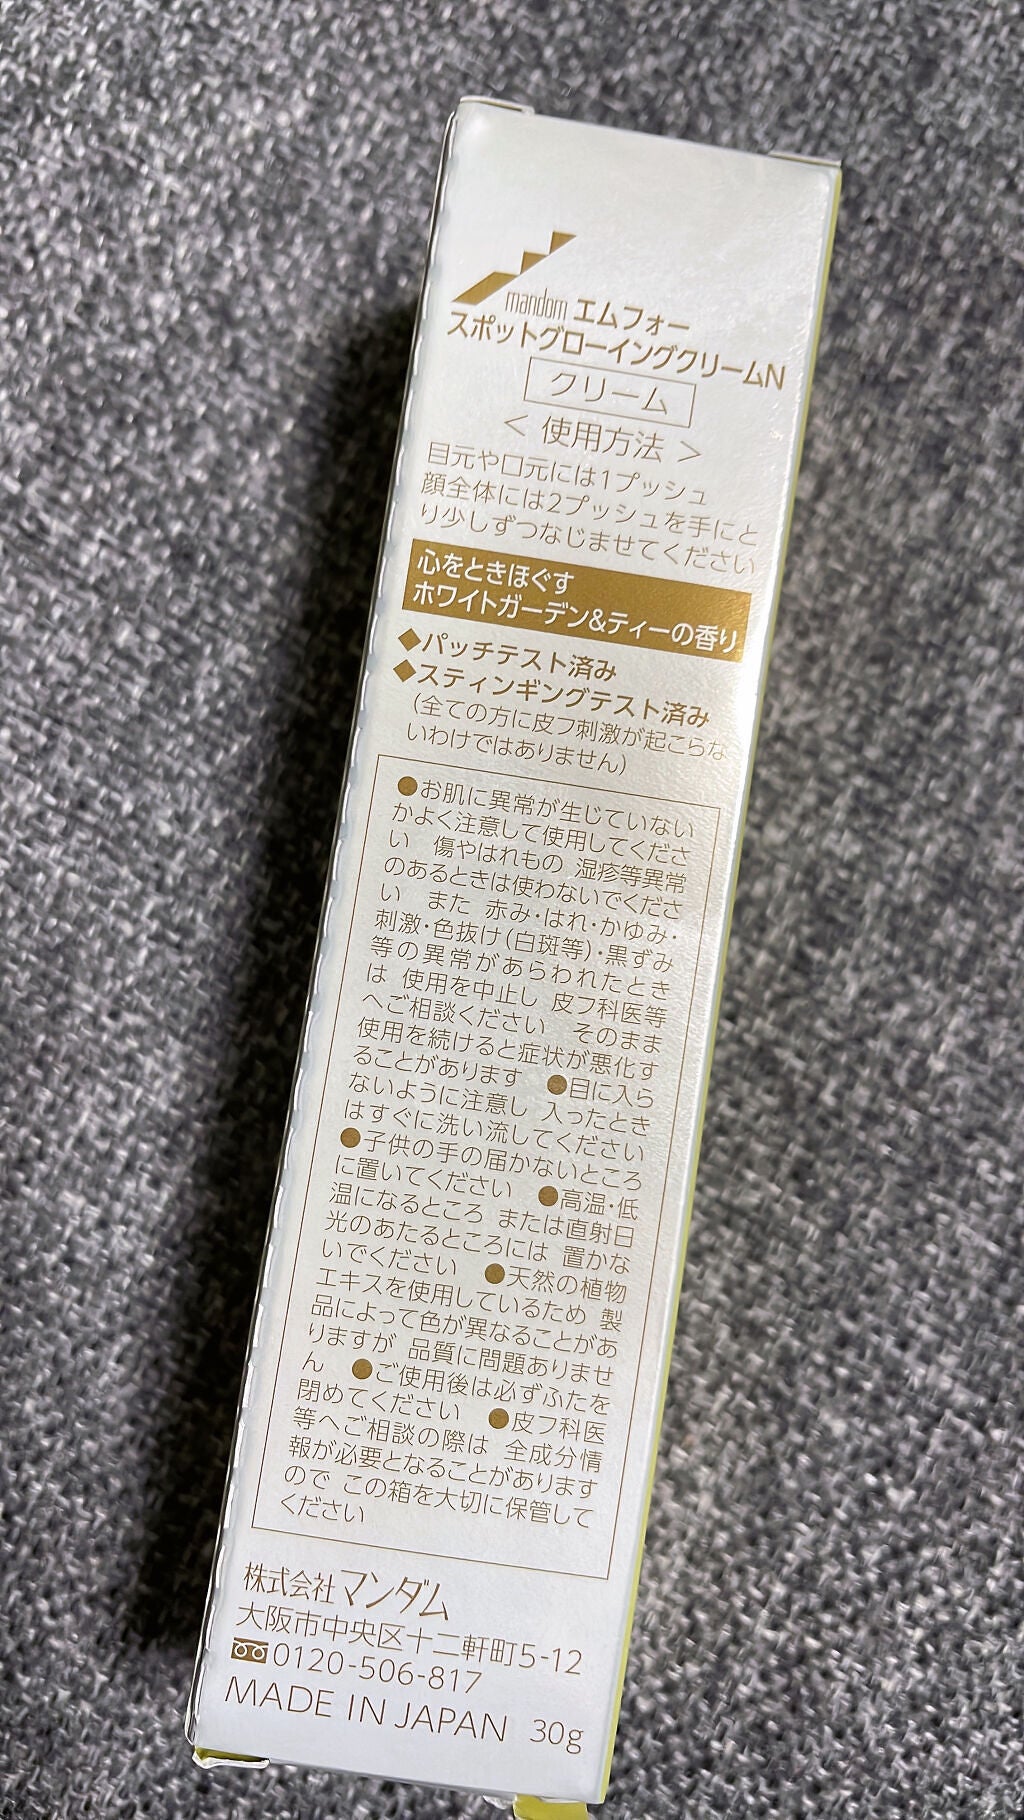 mandom エムフォー
スポットグローイングクリームN
クリーム
＜ 使用方法 ＞
目元や口元には1プッシュ
顔全体には2プッシュを手にと
り少しずつなじませてください
心をときほぐす
ホワイトガーデン&ティーの香り
◆パッチテスト済み
◆スティンギングテスト済み
(全ての方に皮フ刺激が起こらな
いわけではありません)
●お肌に異常が生じていない
かよく注意して使用してくださ
い 傷やはれもの 湿疹等異常
のあるときは使わないでくださ
い また 赤み・はれ・かゆみ・
刺激・色抜け(白斑等)・黒ずみ
等の異常があらわれたとき
は 使用を中止し 皮フ科医等
へご相談ください そのまま
使用を続けると症状が悪化す
ることがあります ●目に入ら
ないように注意し 入ったとき
はすぐに洗い流してください
●子供の手の届かないところ
に置いてください ●高温・低
温になるところ または直射日
光のあたるところには 置かな
いでください ●天然の植物
エキスを使用しているため 製
品によって色が異なることがあ
りますが 品質に問題ありませ
ん ●ご使用後は必ずふたを
閉めてください ●皮フ科医
等へご相談の際は 全成分情
報が必要となることがあります
ので この箱を大切に保管して
ください
株式会社マンダム
大阪市中央区十二軒町5-12
0120-506-817
MADE IN JAPAN 30g